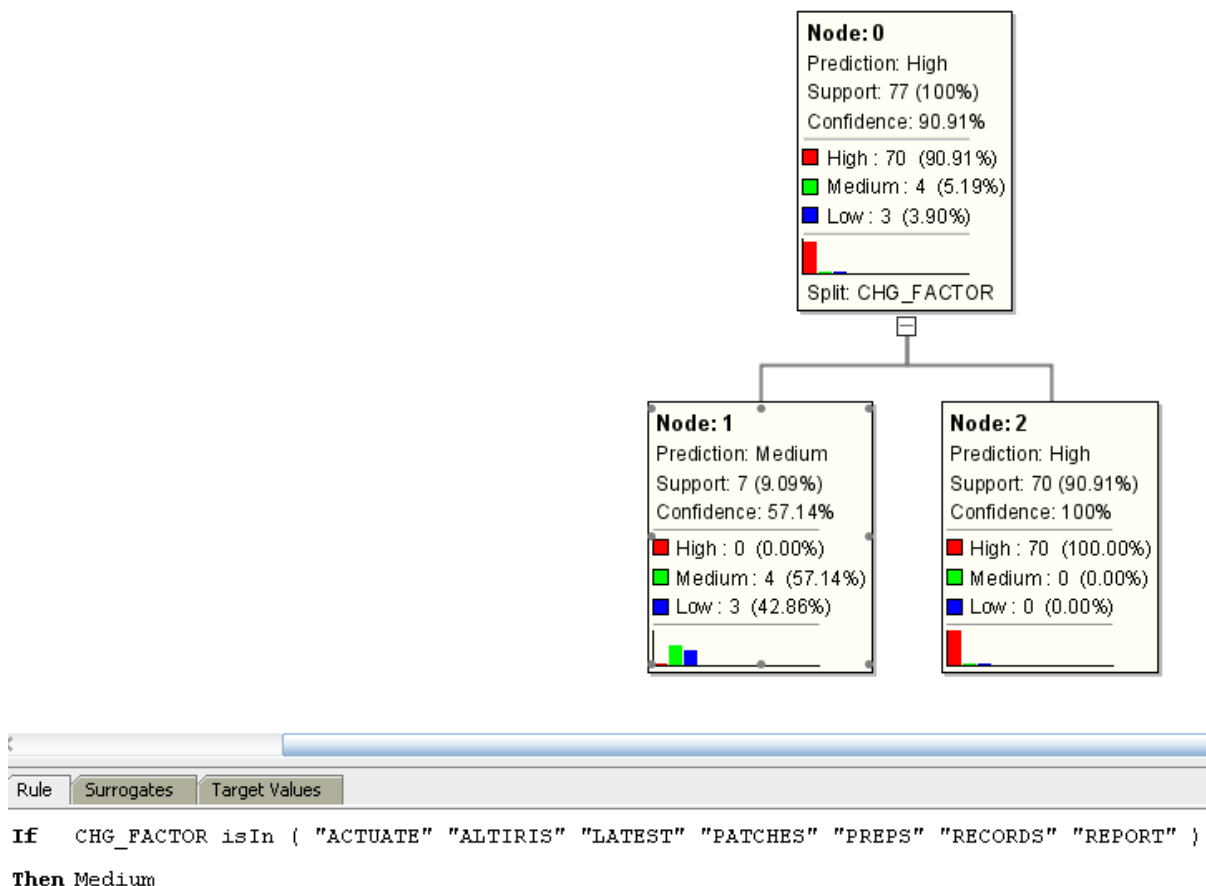 Node: 0
Prediction: High
Support: 77 (100%)
Confidence: 90.91%
High : 70 (90.91%)
Medium : 4 (5.19%)
Low : 3 (3.90%)
Split: CHG_FACTOR
Node: 1
Prediction: Medium
Support: 7 (9.09%)
Confidence: 57.14%
High : 0 (0.00%)
Medium : 4 (57.14%)
Low : 3 (42.86%)
Node: 2
Prediction: High
Support: 70 (90.91%)
Confidence: 100%
High : 70 (100.00%)
Medium : 0 (0.00%)
Low : 0 (0.00%)
Rule Surrogates Target Values
If CHG_FACTOR isIn ( "ACTUATE" "ALTIRIS" "LATEST" "PATCHES" "PREPS" "RECORDS" "REPORT" )
Then Medium